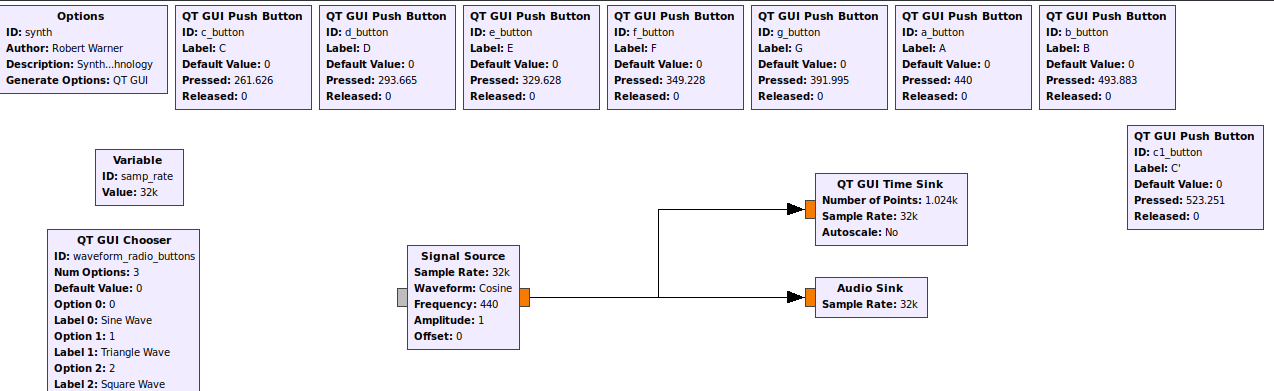 Options
ID: synth
Author: Robert Warner
Description: Synth...hnology
Generate Options: QT GUI
QT GUI Push Button
ID: c_button
Label: C
Default Value: 0
Pressed: 261.626
Released: 0
QT GUI Push Button
ID: d_button
Label: D
Default Value: 0
Pressed: 293.665
Released: 0
QT GUI Push Button
ID: e_button
Label: E
Default Value: 0
Pressed: 329.628
Released: 0
QT GUI Push Button
ID: f_button
Label: F
Default Value: 0
Pressed: 349.228
Released: 0
QT GUI Push Button
ID: g_button
Label: G
Default Value: 0
Pressed: 391.995
Released: 0
QT GUI Push Button
ID: a_button
Label: A
Default Value: 0
Pressed: 440
Released: 0
QT GUI Push Button
ID: b_button
Label: B
Default Value: 0
Pressed: 493.883
Released: 0
QT GUI Push Button
ID: c1_button
Label: C'
Default Value: 0
Pressed: 523.251
Released: 0
Variable
ID: samp_rate
Value: 32k
QT GUI Chooser
ID: waveform_radio_buttons
Num Options: 3
Default Value: 0
Option 0: 0
Label 0: Sine Wave
Option 1: 1
Label 1: Triangle Wave
Option 2: 2
Label 2: Square Wave
Signal Source
Sample Rate: 32k
Waveform: Cosine
Frequency: 440
Amplitude: 1
Offset: 0
QT GUI Time Sink
Number of Points: 1.024k
Sample Rate: 32k
Autoscale: No
Audio Sink
Sample Rate: 32k